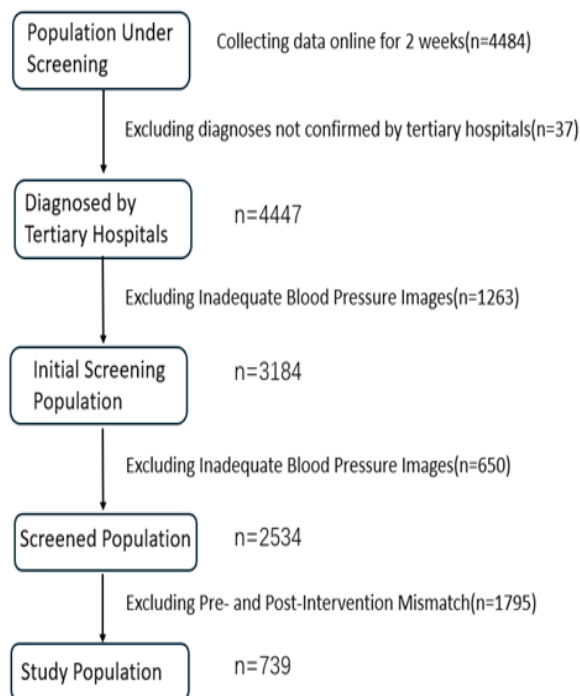 Population Under
Screening
Collecting data online for 2 weeks(n=4484)
Excluding diagnoses not confirmed by tertiary hospitals(n=37)
Diagnosed by
Tertiary Hospitals
n=4447
Excluding Inadequate Blood Pressure Images(n=1263)
Initial Screening
Population
n=3184
Excluding Inadequate Blood Pressure Images(n=650)
Screened Population
n=2534
Excluding Pre- and Post-Intervention Mismatch(n=1795)
Study Population
n=739